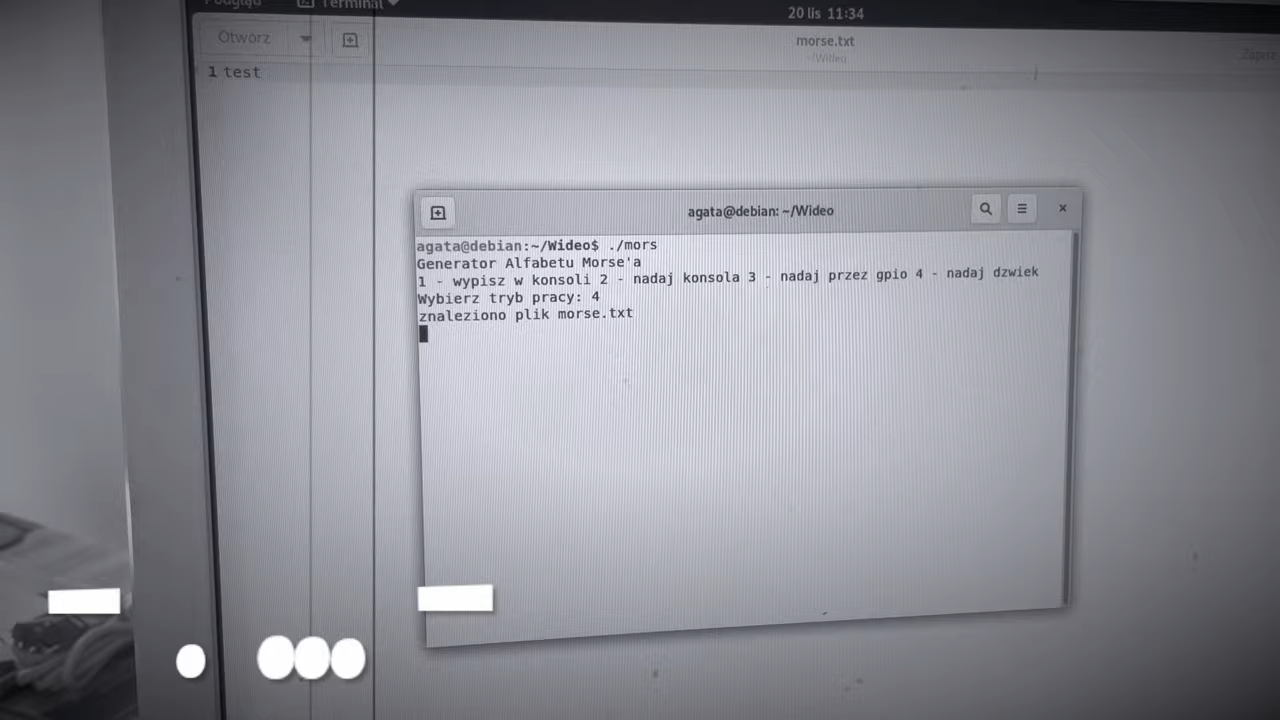 Podgląd Terminal
20 lis 11:34
Otwórz
morse.txt
~/Wideo
Zapisz
1 test
agata@debian: ~/Wideo
agata@debian:~/Wideo$ ./mors
Generator Alfabetu Morse'a
1 - wypisz w konsoli 2 - nadaj konsola 3 - nadaj przez gpio 4 - nadaj dzwiek
Wybierz tryb pracy: 4
znaleziono plik morse.txt